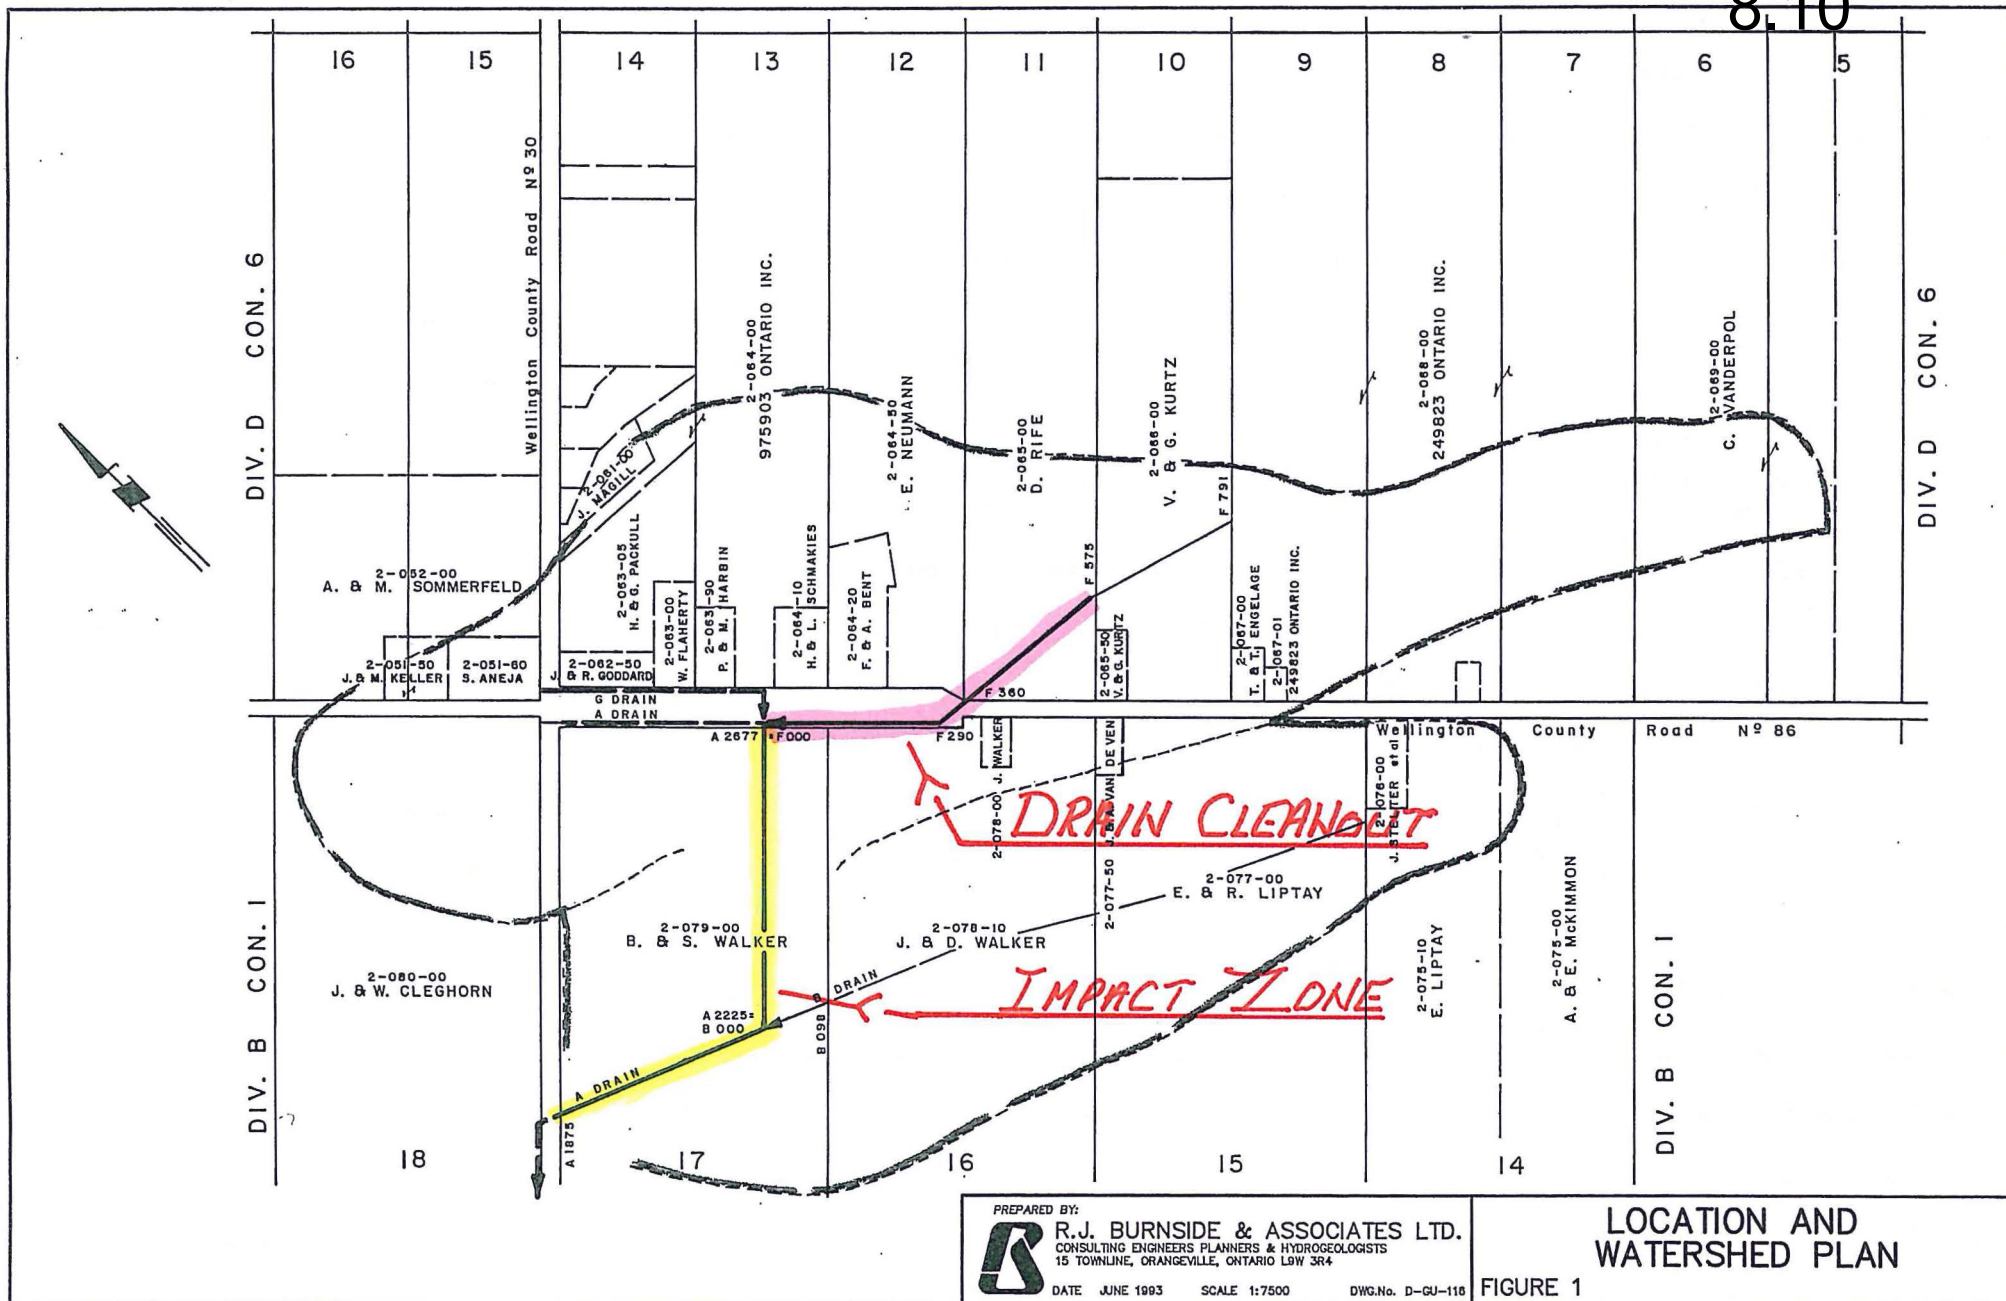 8.10
16 15 14 13 12 11 10 9 8 7 6 5
Wellington County Road Nº 30
DIV. D CON. 6
DIV. D CON. 6
2-064-00
975903 ONTARIO INC.
2-064-50
E. NEUMANN
2-065-00
D. RIFE
2-066-00
V. & G. KURTZ
2-068-00
249823 ONTARIO INC.
2-069-00
C. VANDERPOL
2-061-00
J. MAGILL
2-052-00
A. & M. SOMMERFELD
2-063-05
H. & G. PACKULL
2-063-00
W. FLAHERTY
2-063-90
P. & M. HARBIN
2-064-10
H. & L. SCHMAKIES
2-064-20
F. & A. BENT
F 575
F 791
2-065-50
V. & G. KURTZ
2-067-00
T. & T. ENGELAGE
2-067-01
249823 ONTARIO INC.
2-051-50
J. & M. KELLER
2-051-60
S. ANEJA
2-062-50
J. & R. GODDARD
G DRAIN
A DRAIN
F 360
A 2677 = F 000
F 290
Wellington County Road Nº 86
2-078-00 J. WALKER
2-077-50 J. & A. VAN DE VEN
2-076-00
J. STELTER et al
DRAIN CLEANOUT
2-077-00
E. & R. LIPTAY
2-079-00
B. & S. WALKER
2-078-10
J. & D. WALKER
2-080-00
J. & W. CLEGHORN
B DRAIN
IMPACT ZONE
2-075-10
E. LIPTAY
2-075-00
A. & E. McKIMMON
A 2225=
B 000
B 098
A DRAIN
A 1875
DIV. B CON. 1
DIV. B CON. 1
18 17 16 15 14
PREPARED BY:
R.J. BURNSIDE & ASSOCIATES LTD.
CONSULTING ENGINEERS PLANNERS & HYDROGEOLOGISTS
15 TOWNLINE, ORANGEVILLE, ONTARIO L9W 3R4
DATE JUNE 1993 SCALE 1:7500 DWG.No. D-GU-118
LOCATION AND
WATERSHED PLAN
FIGURE 1